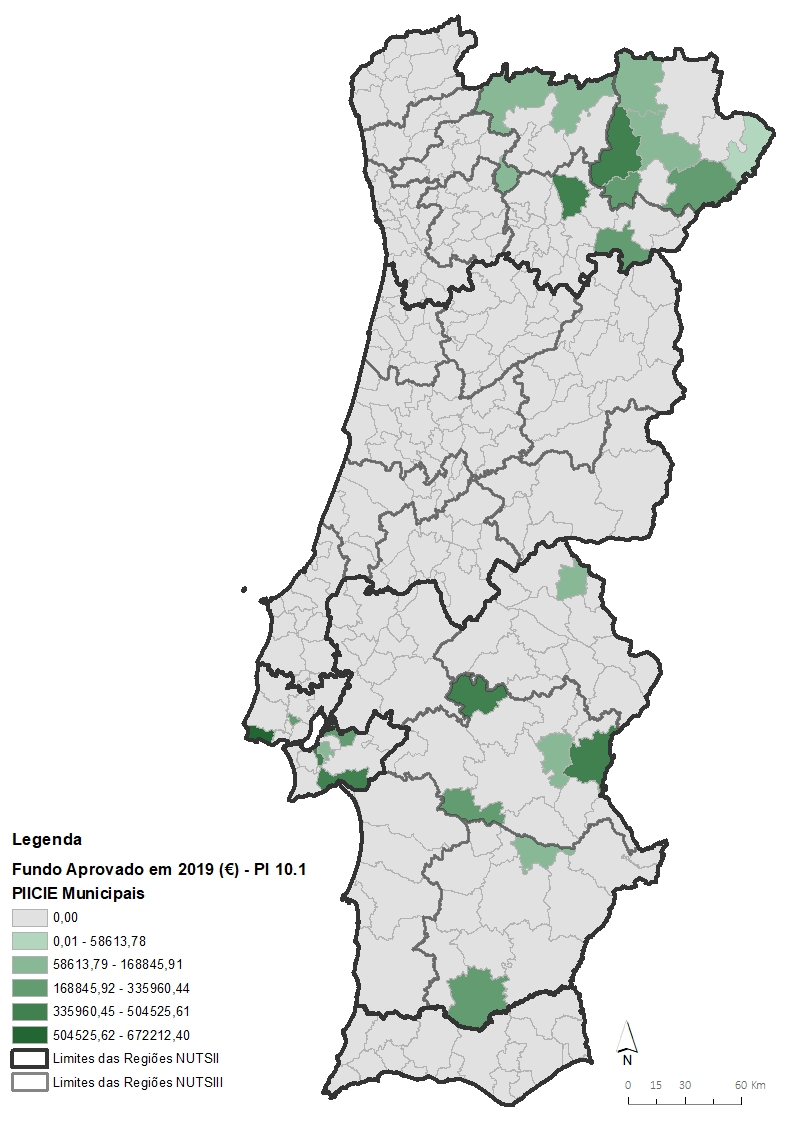 Legenda
Fundo Aprovado em 2019 (€) - PI 10.1
PIICIE Municipais
0,00
0,01 - 58613,78
58613,79 - 168845,91
168845,92 - 335960,44
335960,45 - 504525,61
504525,62 - 672212,40
Limites das Regiões NUTSII
Limites das Regiões NUTSIII
N
0 15 30 60 Km